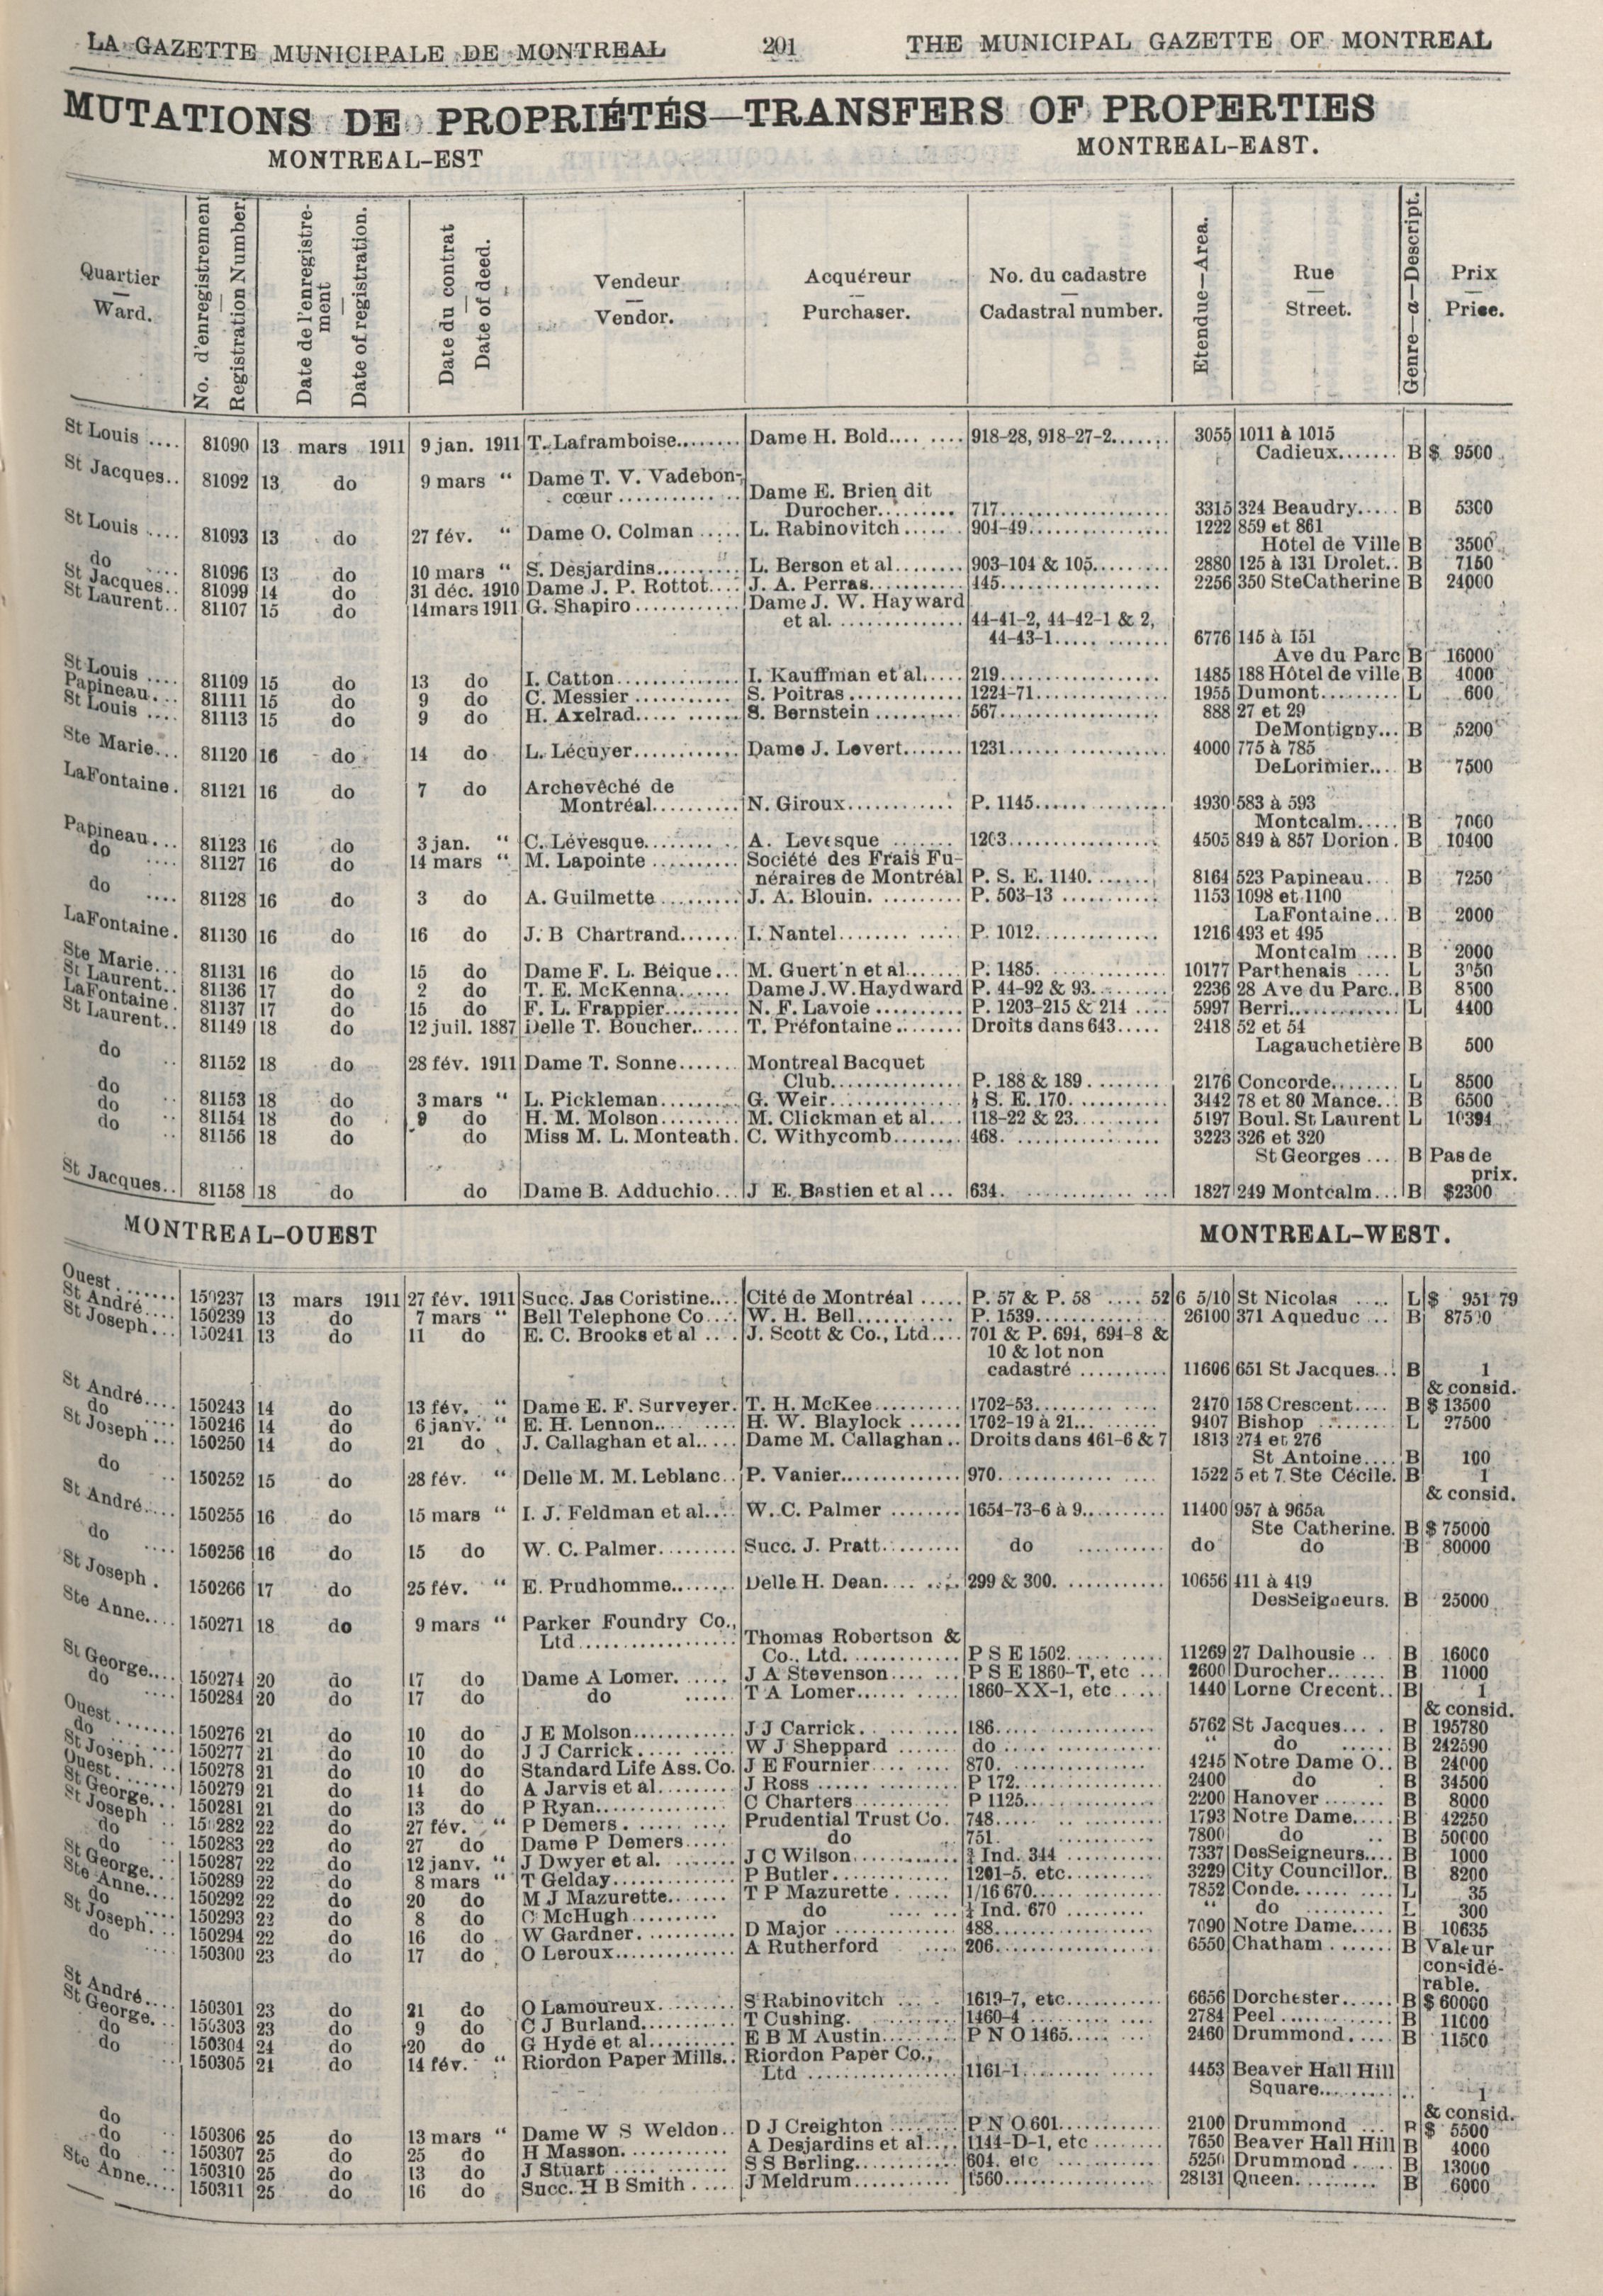 LA GAZETTE MUNICIPALE DE MONTREAL 201 THE MUNICIPAL GAZETTE OF MONTREAL
MUTATIONS DE PROPRIÉTÉS—TRANSFERS OF PROPERTIES
MONTREAL-EST MONTREAL-EAST.
Quartier — Ward. No. d'enregistrement — Registration Number. Date de l'enregistrement — Date of registration. Date du contrat — Date of deed. Vendeur — Vendor. Acquéreur — Purchaser. No. du cadastre — Cadastral number. Etendue—Area. Rue — Street. Genre—a—Descript. Prix — Price.
St Louis .... 81090 13 mars 1911 9 jan. 1911 T. Laframboise........ Dame H. Bold.... .... 918-28, 918-27-2...... 3055 1011 à 1015
Cadieux....... B $ 9500
St Jacques.. 81092 13 do 9 mars “ Dame T. V. Vadebon-
cœur ............ Dame E. Brien dit
Durocher......... 717.................. 3315 324 Beaudry..... B 5300
St Louis .... 81093 13 do 27 fév. “ Dame O. Colman ..... L. Rabinovitch ...... 904-49............... 1222 859 et 861
Hotel de Ville B 3500
do .... 81096 13 do 10 mars “ S. Desjardins.......... L. Berson et al........ 903-104 & 105......... 2880 125 à 131 Drolet.. B 7150
St Jacques.. 81099 14 do 31 déc. 1910 Dame J. P. Rottot.... J. A. Perras.......... 445.................. 2256 350 SteCatherine B 24000
St Laurent.. 81107 15 do 14mars 1911 G. Shapiro ............ Dame J. W. Hayward
et al. .............. 44-41-2, 44-42-1 & 2,
44-43-1..... ........ 6776 145 à 151
Ave du Parc B 16000
St Louis .... 81109 15 do 13 do I. Catton.............. I. Kauffman et al..... 219.................. 1485 188 Hôtel de ville B 4000
Papineau.... 81111 15 do 9 do C. Messier ........... S. Poitras ............ 1224-71.............. 1955 Dumont......... L 600
St Louis .... 81113 15 do 9 do H. Axelrad..... ...... S. Bernstein .......... 567.................. 888 27 et 29
DeMontigny... B 5200
Ste Marie... 81120 16 do 14 do L. Lécuyer............ Dame J. Levert....... 1231................. 4000 775 à 785
DeLorimier.... B 7500
LaFontaine. 81121 16 do 7 do Archevêché de
Montréal.......... N. Giroux............ P. 1145.............. 4930 583 à 593
Montcalm..... B 7000
Papineau... 81123 16 do 3 jan. “ C. Lévesque.......... A. Levesque ....... 1203................. 4505 849 à 857 Dorion. B 10400
do .... 81127 16 do 14 mars “ M. Lapointe .......... Société des Frais Fu-
néraires de Montréal P. S. E. 1140. ...... 8164 523 Papineau... B 7250
do .... 81128 16 do 3 do A. Guilmette .......... J. A. Blouin. ......... P. 503-13 ........... 1153 1098 et 1100
LaFontaine... B 2000
LaFontaine. 81130 16 do 16 do J. B Chartrand....... I. Nantel............. P. 1012............. 1216 493 et 495
Montcalm .... B 2000
Ste Marie... 81131 16 do 15 do Dame F. L. Béique... M. Guert'n et al....... P. 1485. ............ 10177 Parthenais .... L
St Laurent.. 81136 17 do 2 do T. E. McKenna....... Dame J.W.Haydward P. 44-92 & 93......... 2236 28 Ave du Parc.. B 8500
LaFontaine. 81137 17 do 15 do F. L. Frappier......... N. F. Lavoie .......... P. 1203-215 & 214 .... 5997 Berri............ L 4400
St Laurent.. 81149 18 do 12 juil. 1887 Delle T. Boucher...... T. Préfontaine........ Droits dans 643..... 2418 52 et 54
Lagauchetière B 500
do .. 81152 18 do 28 fév. 1911 Dame T. Sonne....... Montreal Bacquet
Club............... P. 188 & 189......... 2176 Concorde........ L 8500
do .. 81153 18 do 3 mars “ L. Pickleman......... G. Weir.............. ½ S. E. 170........... 3442 78 et 80 Mance... B 6500
do .. 81154 18 do 9 do H. M. Molson......... M. Clickman et al.... 118-22 & 23.......... 5197 Boul. St Laurent L 10394
do .. 81156 18 do do Miss M. L. Monteath. C. Withycomb........ 468. ................ 3223 326 et 320
St Georges .... B Pas de
prix.
St Jacques.. 81158 18 do do Dame B. Adduchio... J E. Bastien et al ... 634. ............... 1827 249 Montcalm... B $2300
MONTREAL-OUEST MONTREAL-WEST.
Ouest ....... 150237 13 mars 1911 27 fév. 1911 Succ. Jas Coristine.... Cité de Montréal ..... P. 57 & P. 58 .... 526 5/10 St Nicolas ..... L $ 951 79
St André.... 150239 13 do 7 mars “ Bell Telephone Co .... W. H. Bell........... P. 1539.............. 26100 371 Aqueduc ... B 87500
St Joseph... 150241 13 do 11 do E. C. Brooks et al .... J. Scott & Co., Ltd.... 701 & P. 694, 694-8 &
10 & lot non
cadastré .......... 11606 651 St Jacques... B 1
& consid.
St André.... 150243 14 do 13 fév. “ Dame E. F. Surveyer. T. H. McKee.......... 1702-53............. 2470 158 Crescent.... B $ 13500
do .... 150246 14 do 6 janv. “ E. H. Lennon......... H. W. Blaylock ...... 1702-19 à 21......... 9407 Bishop ......... L 27500
St Joseph ... 150250 14 do 21 do J. Callaghan et al..... Dame M. Callaghan.. Droits dans 461-6 & 7 1813 274 et 276
St Antoine.... B 100
do .. 150252 15 do 28 fév. “ Delle M. M. Leblanc.. P. Vanier............. 970................. 1522 5 et 7 Ste Cécile. B 1
& consid.
St André.... 150255 16 do 15 mars “ I. J. Feldman et al.... W. C. Palmer ........ 1654-73-6 à 9.......... 11400 957 à 965a
Ste Catherine. B $ 75000
do .... 150256 16 do 15 do W. C. Palmer......... Succ. J. Pratt......... do ......... do do B 80000
St Joseph . 150266 17 do 25 fév. “ E. Prudhomme....... Delle H. Dean.... .... 299 & 300. ........... 10656 411 à 419
DesSeigneurs. B 25000
Ste Anne.... 150271 18 do 9 mars “ Parker Foundry Co.,
Ltd................. Thomas Robertson &
Co., Ltd. ............ P S E 1502. ......... 11269 27 Dalhousie .. B 16000
St George.... 150274 20 do 17 do Dame A Lomer. ..... J A Stevenson.... ... P S E 1860-T, etc ... 2600 Durocher....... B 11000
do .... 150284 20 do 17 do do ...... T A Lomer...... ..... 1860-XX-1, etc ..... 1440 Lorne Crecent.. B 1
& consid.
Ouest ....... 150276 21 do 10 do J E Molson........... J J Carrick........... 186................. 5762 St Jacques.... . B 195780
do ..... 150277 21 do 10 do J J Carrick........... W J Sheppard ....... do ............... “ do ...... B 242590
St Joseph... 150278 21 do 10 do Standard Life Ass. Co. J E Fournier.... .... 870. ............... 4245 Notre Dame O.. B 24000
Ouest....... 150279 21 do 14 do A Jarvis et al........ J Ross .............. P 172............... 2400 do . B 34500
St George... 150281 21 do 13 do P Ryan.............. C Charters........... P 1125.............. 2200 Hanover ....... B 8000
St Joseph .. 150282 22 do 27 fév. “ P Demers .......... Prudential Trust Co. 748................. 1793 Notre Dame..... B 42250
do .. 150283 22 do 27 do Dame P Demers..... do 751. .......... 7800 do .. B 50000
do .. 150287 22 do 12 janv. “ J Dwyer et al. ....... J C Wilson............ Ind. 344 ........... 7337 DesSeigneurs.... B 1000
St George... 150289 22 do 8 mars “ T Gelday............. P Butler............. 1201-5. etc........... 3229 City Councillor.. B 8200
Ste Anne.... 150292 22 do 20 do M J Mazurette....... T P Mazurette ...... 1/16 670............. 7852 Conde........... L 35
do .... 150293 22 do 8 do C McHugh.......... do ...... Ind. 670 ......... “ do ......... L 300
St Joseph. 150294 22 do 16 do W Gardner. .......... D Major ............. 488................. 7090 Notre Dame..... B 10635
do .... 150300 23 do 17 do O Leroux............. A Rutherford .... 206................. 6550 Chatham ....... B Valeur
considé-
rable.
St André.... 150301 23 do 21 do O Lamoureux......... S Rabinovitch ... . 1619-7, etc........... 6656 Dorchester...... B $ 60000
St George... 150303 23 do 9 do C J Burland.......... T Cushing........... 1460-4 .............. 2784 Peel ............ B 11000
do .. 150304 24 do 20 do G Hyde et al.......... E B M Austin......... P N O 1465...... ... 2460 Drummond..... B 11500
do .. 150305 24 do 14 fév. “ Riordon Paper Mills.. Riordon Paper Co.,
Ltd ................. 1161-1............... 4453 Beaver Hall Hill
Square........... 1
& consid.
do .. 150306 25 do 13 mars “ Dame W S Weldon.. D J Creighton ....... P N O 601............ 2100 Drummond ... B $ 5500
do .. 150307 25 do 25 do H Masson. ........... A Desjardins et al.... 1144-D-1, etc ........ 7650 Beaver Hall Hill B 4000
do .. 150310 25 do 13 do J Stuart ............ S S Berling........... 604. etc ........... 5250 Drummond ..... B 13000
Ste Anne.... 150311 25 do 16 do Succ. H B Smith ..... J Meldrum........... 1560................ 28131 Queen. ......... B 6000